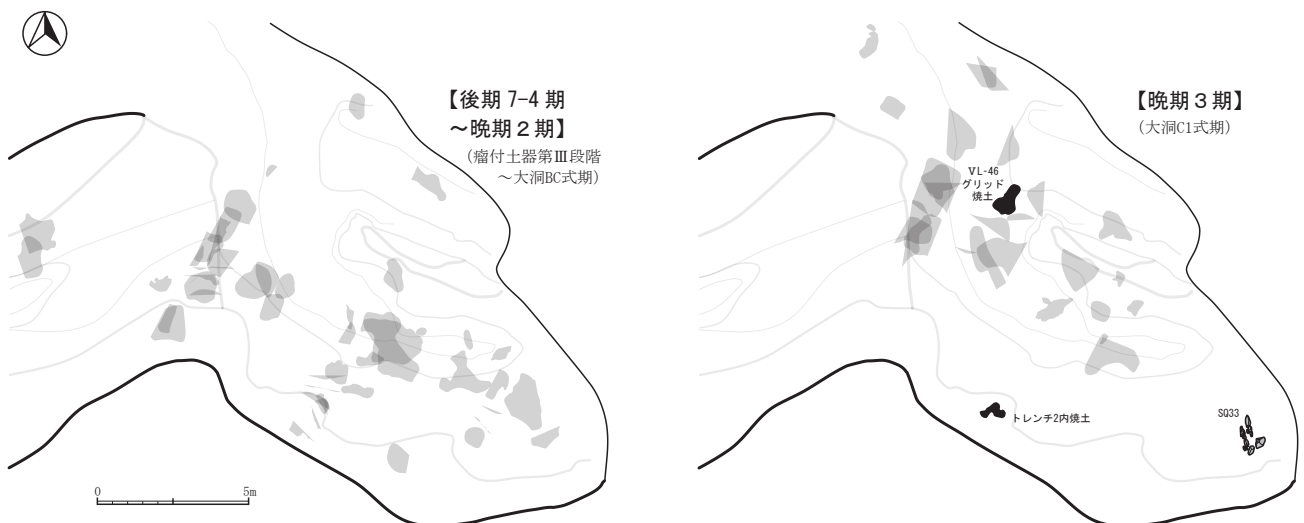 【後期 7-4 期
～晩期２期】
（瘤付土器第Ⅲ段階
～大洞BC式期）
0
5m
【晩期３期】
（大洞C1式期）
ⅤL-46
グリッド
焼土
トレンチ2内焼土
SQ33